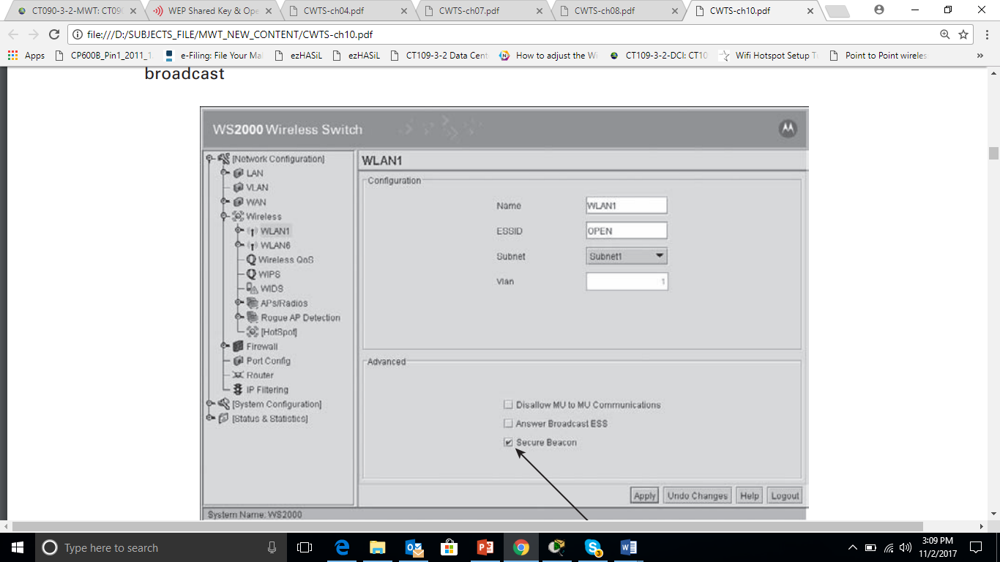 CT090-3-2-MWT: CT09
WEP Shared Key & Ope
CWTS-ch04.pdf
CWTS-ch07.pdf
CWTS-ch08.pdf
CWTS-ch10.pdf
file:///D:/SUBJECTS_FILE/MWT_NEW_CONTENT/CWTS-ch10.pdf
Apps
CP600B_Pin1_2011_1
e-Filing: File Your Ma
ezHASiL
ezHASiL
CT109-3-2 Data Cent
How to adjust the Wi
CT109-3-2-DCI: CT10
Wifi Hotspot Setup T
Point to Point wireles
broadcast
WS2000 Wireless Switch
[Network Configuration]
LAN
VLAN
WAN
Wireless
WLAN1
WLAN6
Wireless QoS
WIPS
WIDS
APs/Radios
Rogue AP Detection
[HotSpot]
Firewall
Port Config
Router
IP Filtering
[System Configuration]
[Status & Statistics]
WLAN1
Configuration
Name WLAN1
ESSID OPEN
Subnet Subnet1
Vlan 1
Advanced
Disallow MU to MU Communications
Answer Broadcast ESS
Secure Beacon
Apply Undo Changes Help Logout
System Name: WS2000
Type here to search
3:09 PM
11/2/2017